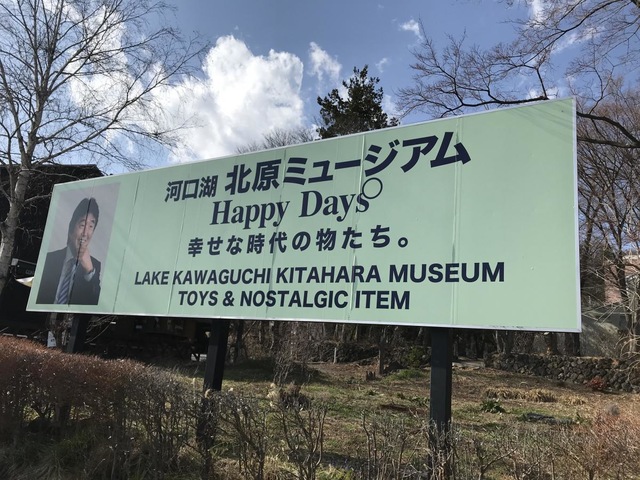 河口湖 北原ミュージアム
Happy Days
幸せな時代の物たち。
LAKE KAWAGUCHI KITAHARA MUSEUM
TOYS & NOSTALGIC ITEM